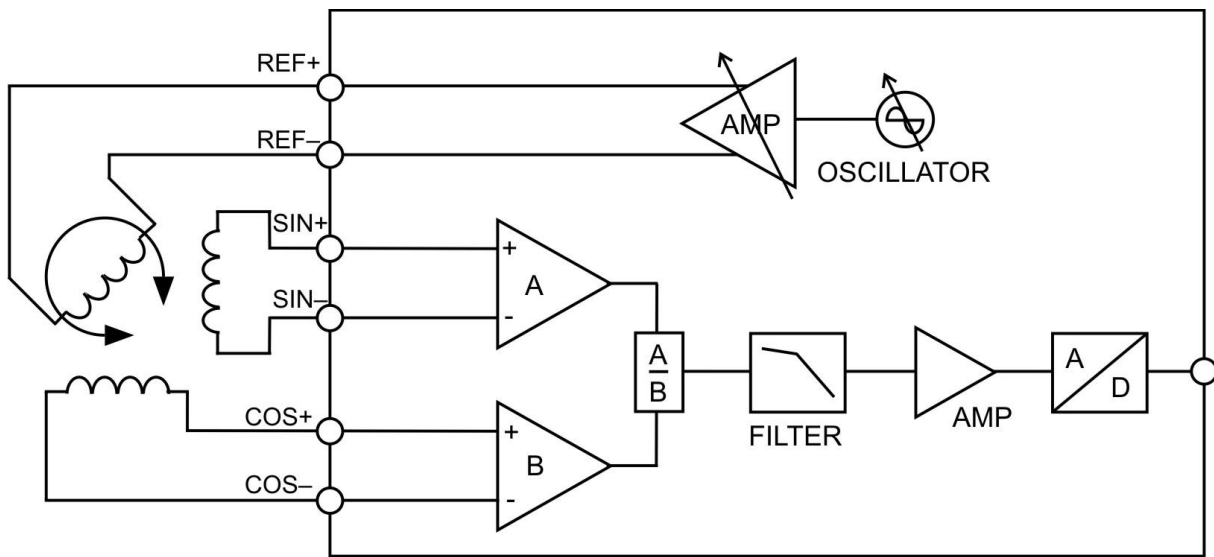 REF+
REF–
AMP
OSCILLATOR
SIN+
+
A
SIN–
-
A
B
FILTER
AMP
A
D
COS+
+
B
COS–
-